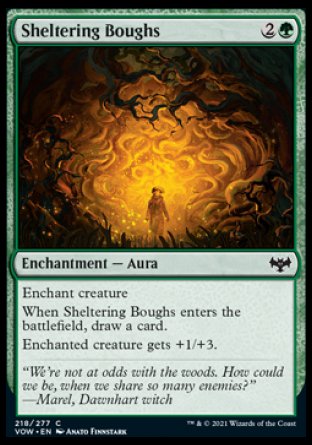 Sheltering Boughs 2
Enchantment — Aura
Enchant creature
When Sheltering Boughs enters the
battlefield, draw a card.
Enchanted creature gets +1/+3.
“We’re not at odds with the woods. How could
we be, when we share so many enemies?”
—Marel, Dawnhart witch
218/277 C
VOW • EN Anato Finnstark
™ & © 2021 Wizards of the Coast